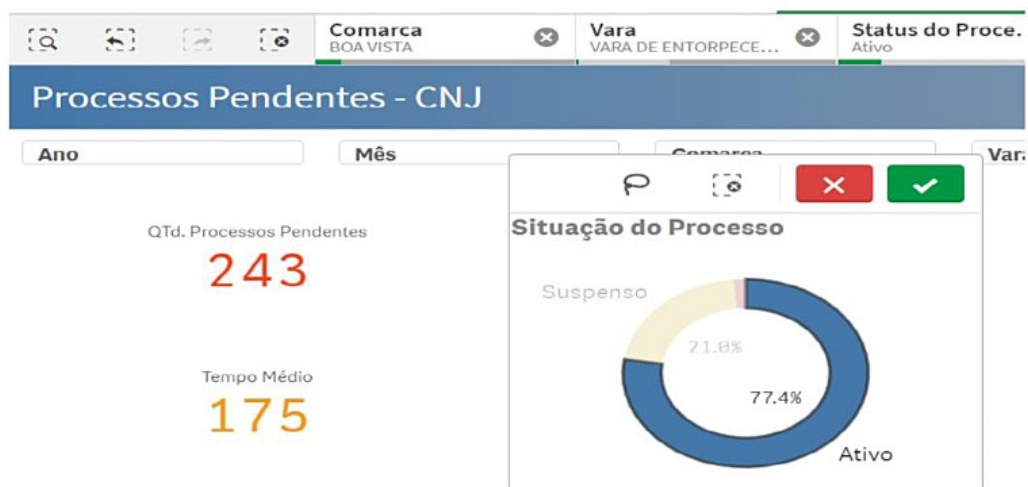 Comarca
BOA VISTA
Vara
VARA DE ENTORPECE...
Status do Proce.
Ativo
Processos Pendentes - CNJ
Ano
Mês
Comarca
Vara
QTd. Processos Pendentes
243
Tempo Médio
175
Situação do Processo
Suspenso
21.0%
77.4%
Ativo